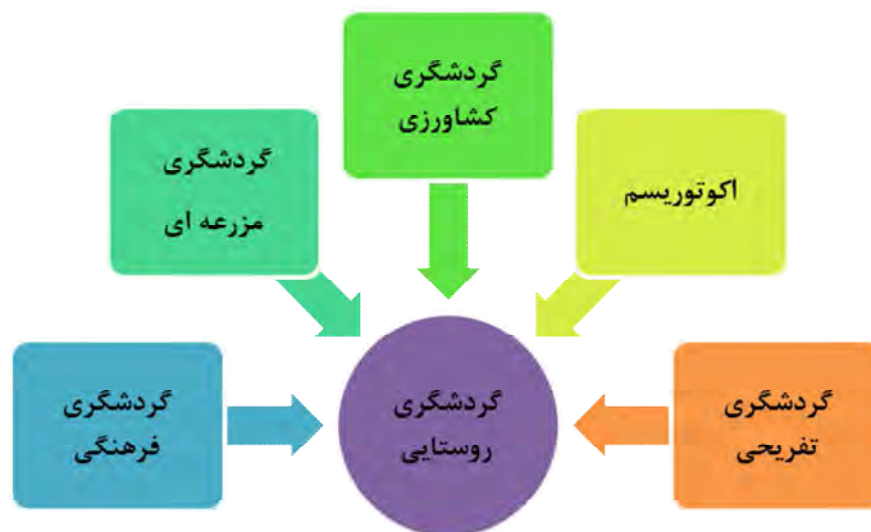 گردشگری
کشاورزی
اکوتوریسم
گردشگری
مزرعه ای
گردشگری
تفریحی
گردشگری
روستایی
گردشگری
فرهنگی